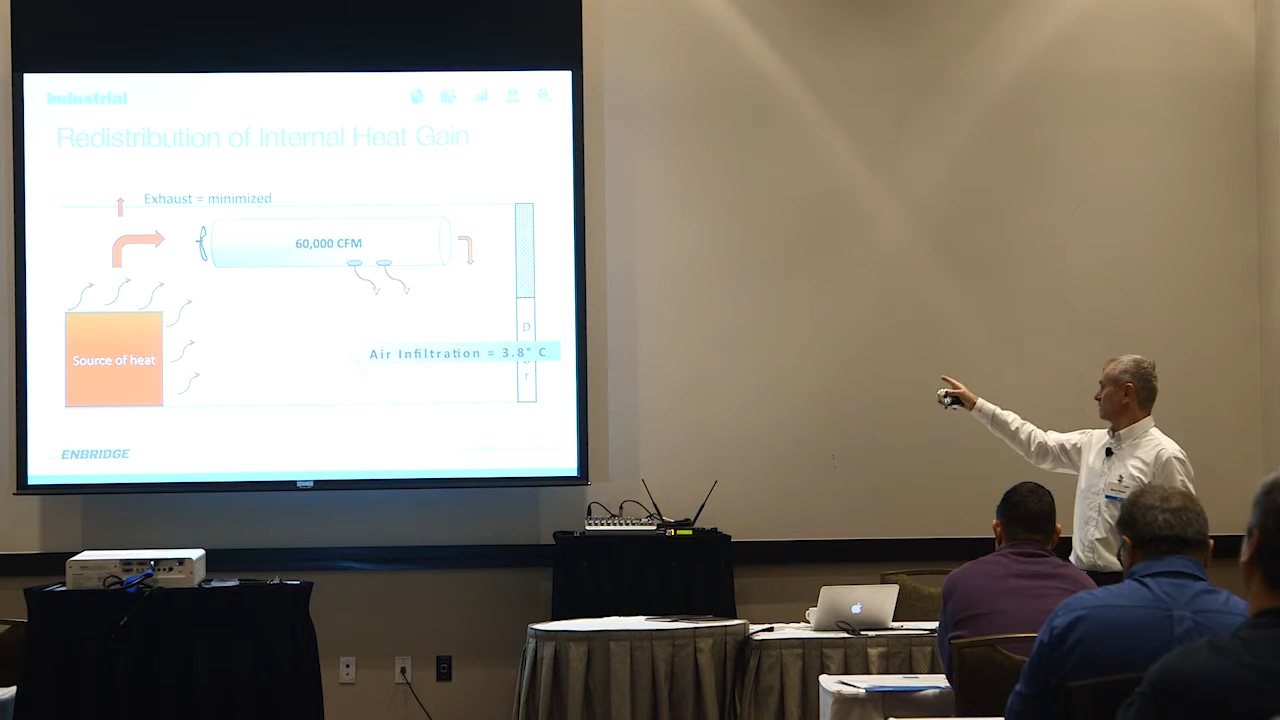 Industrial
Redistribution of Internal Heat Gain
Exhaust = minimized
60,000 CFM
D
Source of heat
Air Infiltration = 3.8° C
r
ENBRIDGE